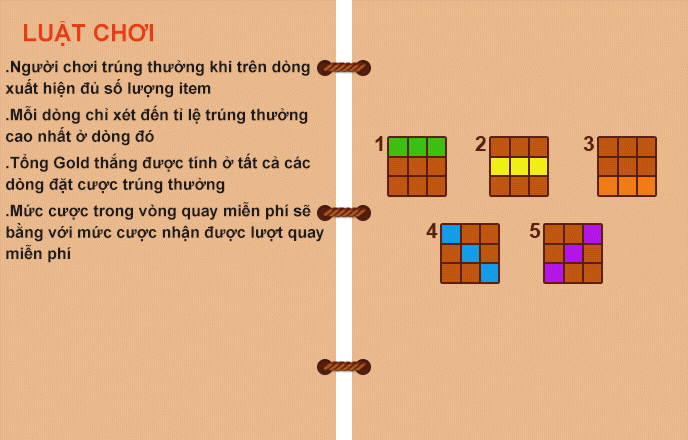 LUẬT CHƠI
.Người chơi trúng thưởng khi trên dòng
xuất hiện đủ số lượng item
.Mỗi dòng chỉ xét đến tỉ lệ trúng thưởng
cao nhất ở dòng đó
.Tổng Gold thắng được tính ở tất cả các
dòng đặt cược trúng thưởng
.Mức cược trong vòng quay miễn phí sẽ
bằng với mức cược nhận được lượt quay
miễn phí
1 2 3
4 5